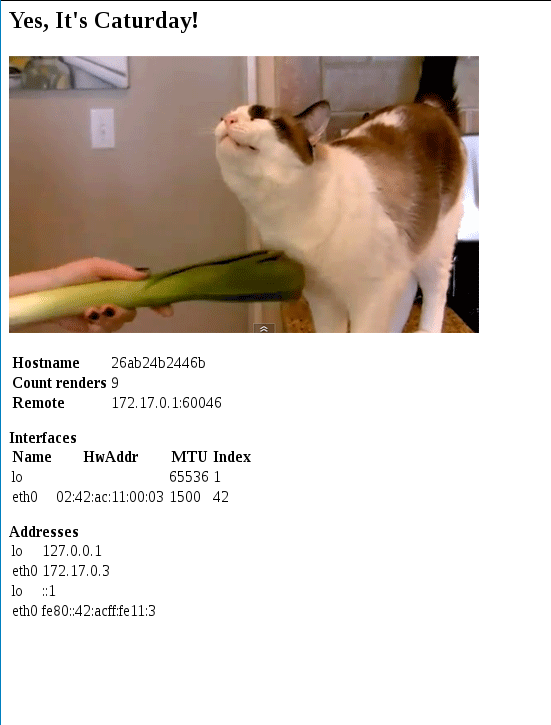 Yes, It's Caturday!
Hostname 26ab24b2446b
Count renders 9
Remote 172.17.0.1:60046
Interfaces
Name HwAddr MTU Index
lo 65536 1
eth0 02:42:ac:11:00:03 1500 42
Addresses
lo 127.0.0.1
eth0 172.17.0.3
lo ::1
eth0 fe80::42:acff:fe11:3